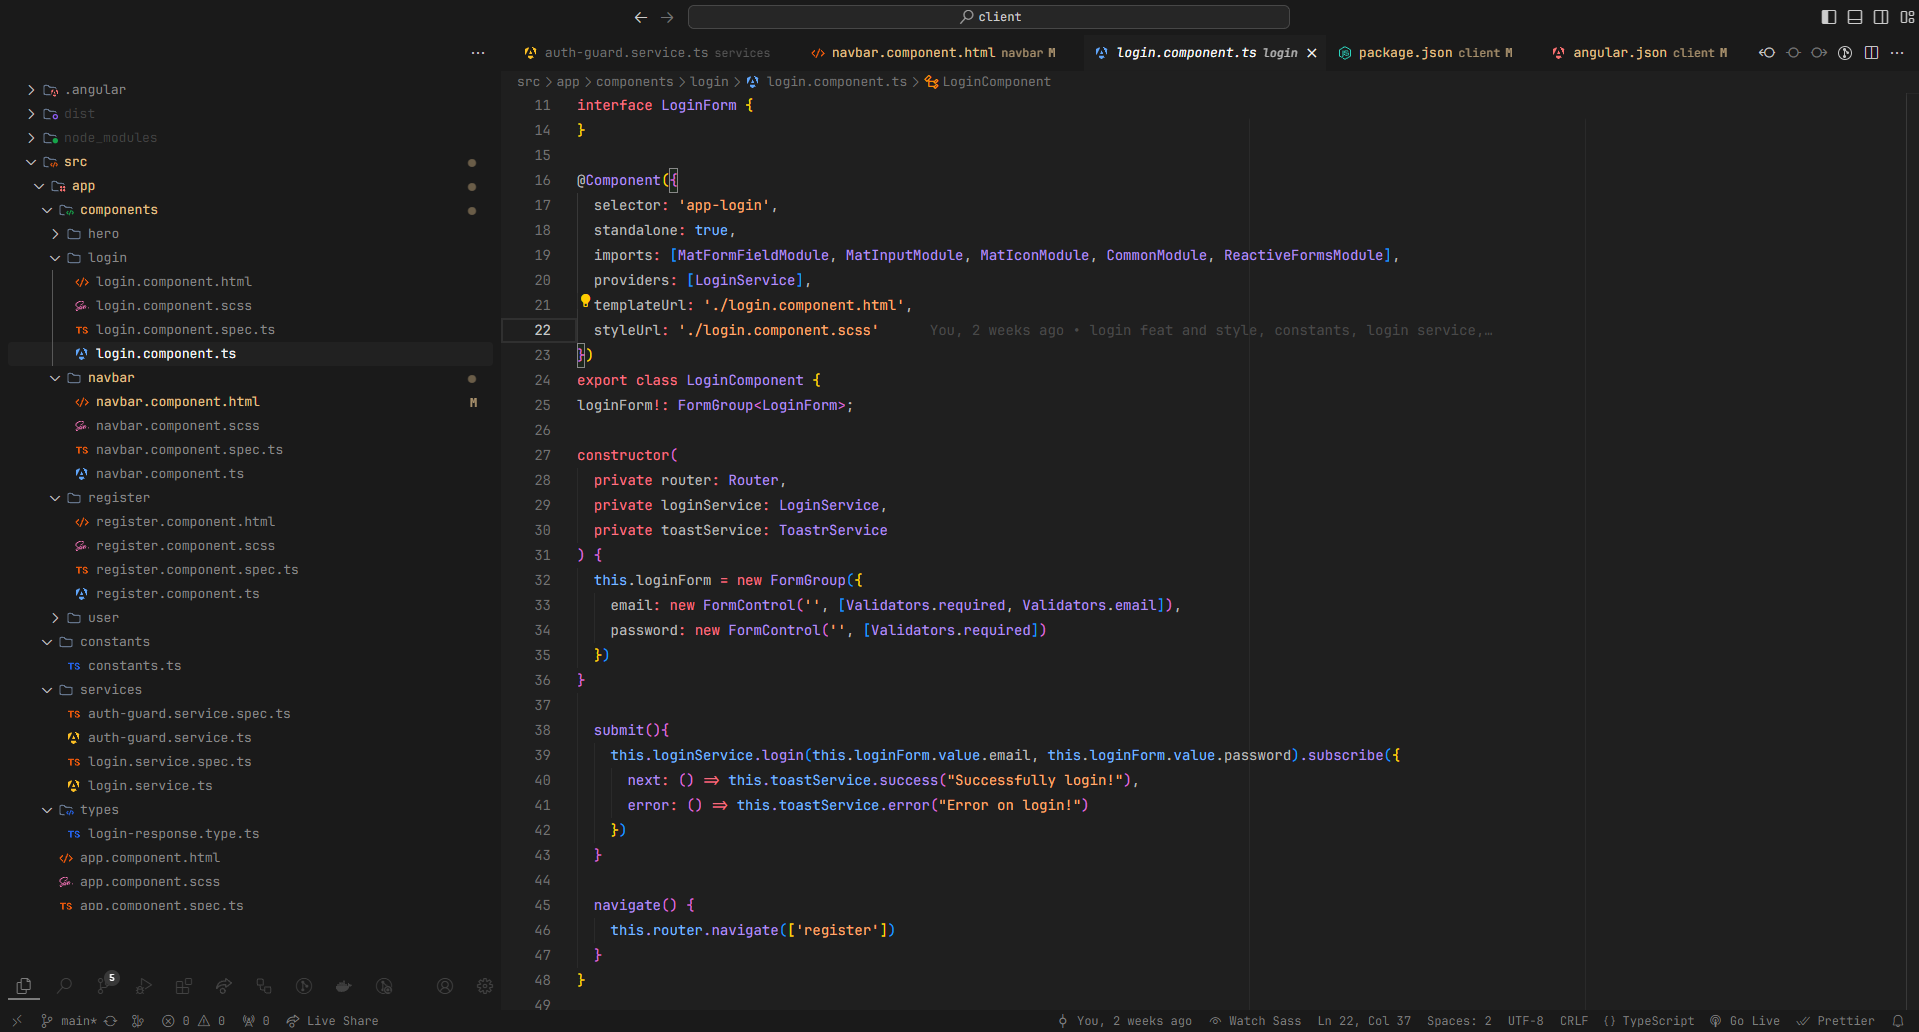 client
auth-guard.service.ts services
navbar.component.html navbar M
login.component.ts login
package.json client M
angular.json client M
src > app > components > login > login.component.ts > LoginComponent
.angular
dist
node_modules
src
app
components
hero
login
login.component.html
login.component.scss
TS login.component.spec.ts
login.component.ts
navbar
navbar.component.html M
navbar.component.scss
TS navbar.component.spec.ts
navbar.component.ts
register
register.component.html
register.component.scss
TS register.component.spec.ts
register.component.ts
user
constants
TS constants.ts
services
TS auth-guard.service.spec.ts
auth-guard.service.ts
TS login.service.spec.ts
login.service.ts
types
TS login-response.type.ts
app.component.html
app.component.scss
TS app.component.spec.ts
5
11 interface LoginForm {
14 }
15
16 @Component({
17 selector: 'app-login',
18 standalone: true,
19 imports: [MatFormFieldModule, MatInputModule, MatIconModule, CommonModule, ReactiveFormsModule],
20 providers: [LoginService],
21 templateUrl: './login.component.html',
22 styleUrl: './login.component.scss' You, 2 weeks ago • login feat and style, constants, login service,…
23 })
24 export class LoginComponent {
25 loginForm!: FormGroup<LoginForm>;
26
27 constructor(
28 private router: Router,
29 private loginService: LoginService,
30 private toastService: ToastrService
31 ) {
32 this.loginForm = new FormGroup({
33 email: new FormControl('', [Validators.required, Validators.email]),
34 password: new FormControl('', [Validators.required])
35 })
36 }
37
38 submit(){
39 this.loginService.login(this.loginForm.value.email, this.loginForm.value.password).subscribe({
40 next: () => this.toastService.success("Successfully login!"),
41 error: () => this.toastService.error("Error on login!")
42 })
43 }
44
45 navigate() {
46 this.router.navigate(['register'])
47 }
48 }
49
main* 0 0 0 Live Share
You, 2 weeks ago Watch Sass Ln 22, Col 37 Spaces: 2 UTF-8 CRLF {} TypeScript Go Live Prettier